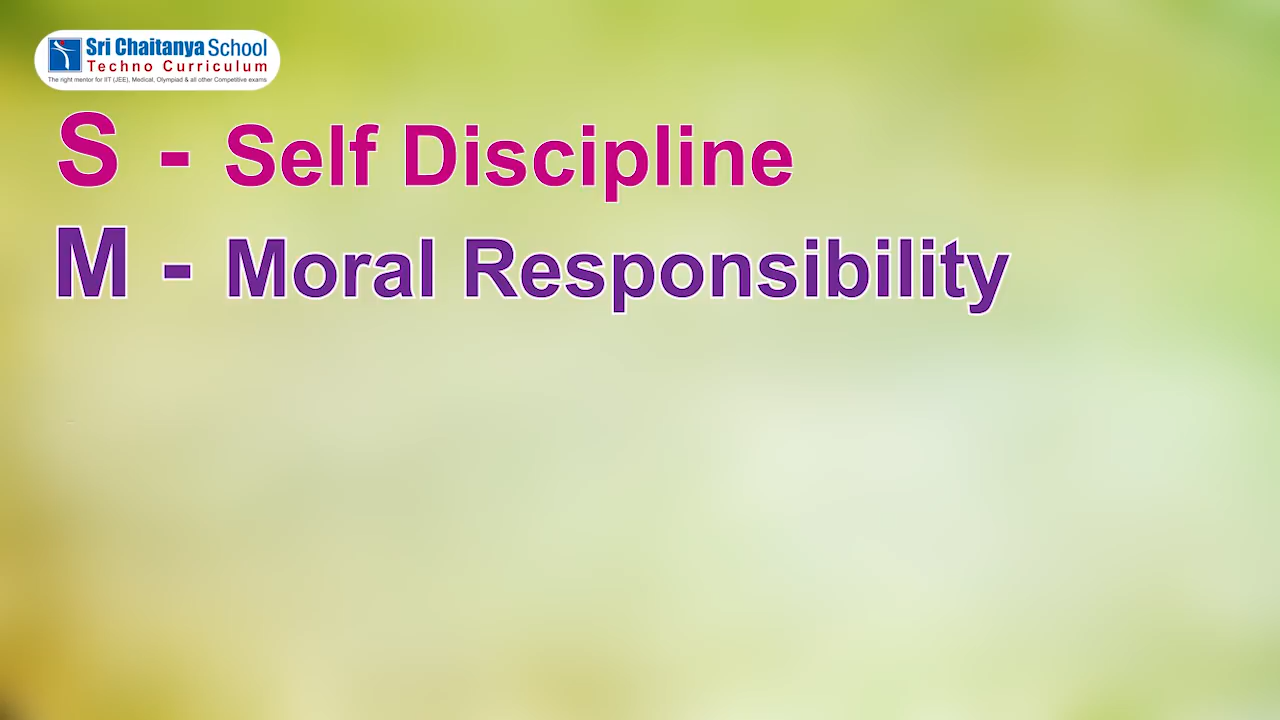 Sri Chaitanya School
Techno Curriculum
The right mentor for IIT (JEE), Medical, Olympiad & all other Competitive exams
S - Self Discipline
M - Moral Responsibility